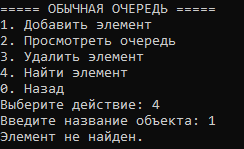 ===== ОБЫЧНАЯ ОЧЕРЕДЬ =====
1. Добавить элемент
2. Просмотреть очередь
3. Удалить элемент
4. Найти элемент
0. Назад
Выберите действие: 4
Введите название объекта: 1
Элемент не найден.